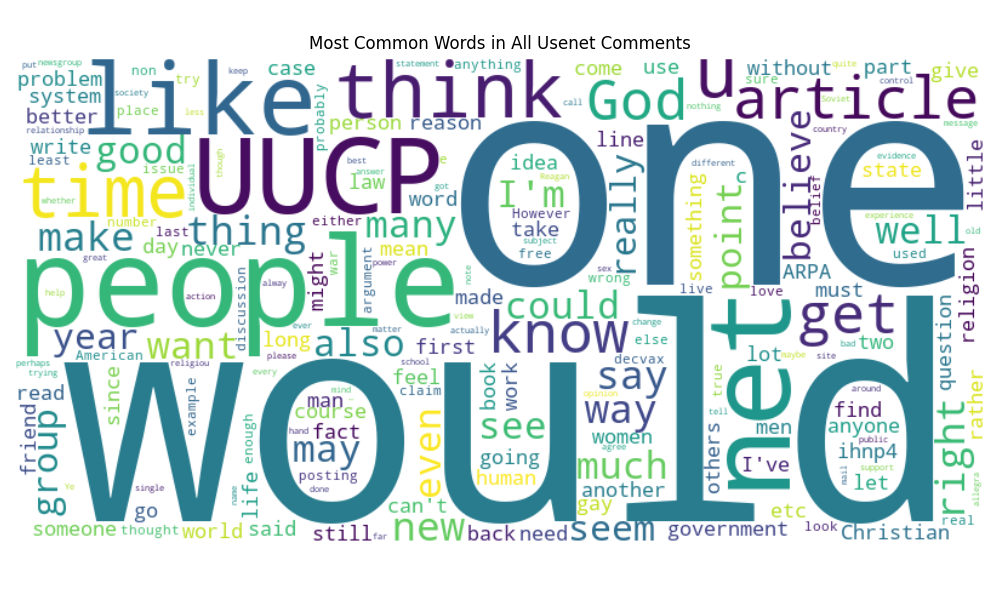 Most Common Words in All Usenet Comments
put newsgroup
problem non try
system
society less
better place
relationship
like
case
probably
think
statement anything
call
God
come use
nothing
u
without part give
sure quite control
article
Soviet
country message
write good
least issue
whether
individual
though
UUCP
person reason
best
answer
law
got
e
word
line
one
idea
I'm
Reagan
However
take
subject
free
really
different
something
c
point
believe
belief
evidence
state
experience
well old
used
little
time
number
last thing
either
many
make
day never
great
people
help
action
alway
discussion
might
war
mean
argument
power
note
made
view
sex
wrong
could
live love
ARPA
must
get
religion
year
American
want
long
ever
also
please
matter
first
actually
know
change
else
net
lot
maybe
site
bad two
question
perhaps
trying
religiou
every
school
feel
claim
decvax
say
true
read
since
example
would
man
mind
course
hand fact
may
posting
done
book
work
see
going
human
opinion
way
women
agree
tell
men
around
find
anyone
public
ihnp4
I've
mail support
let
rather
right
friend
group
Ye
single
go
name
life
enough
even
can't
much
another
gay
others
etc
look
real
allegra
someone thought world said
still far new back need seem government Christian